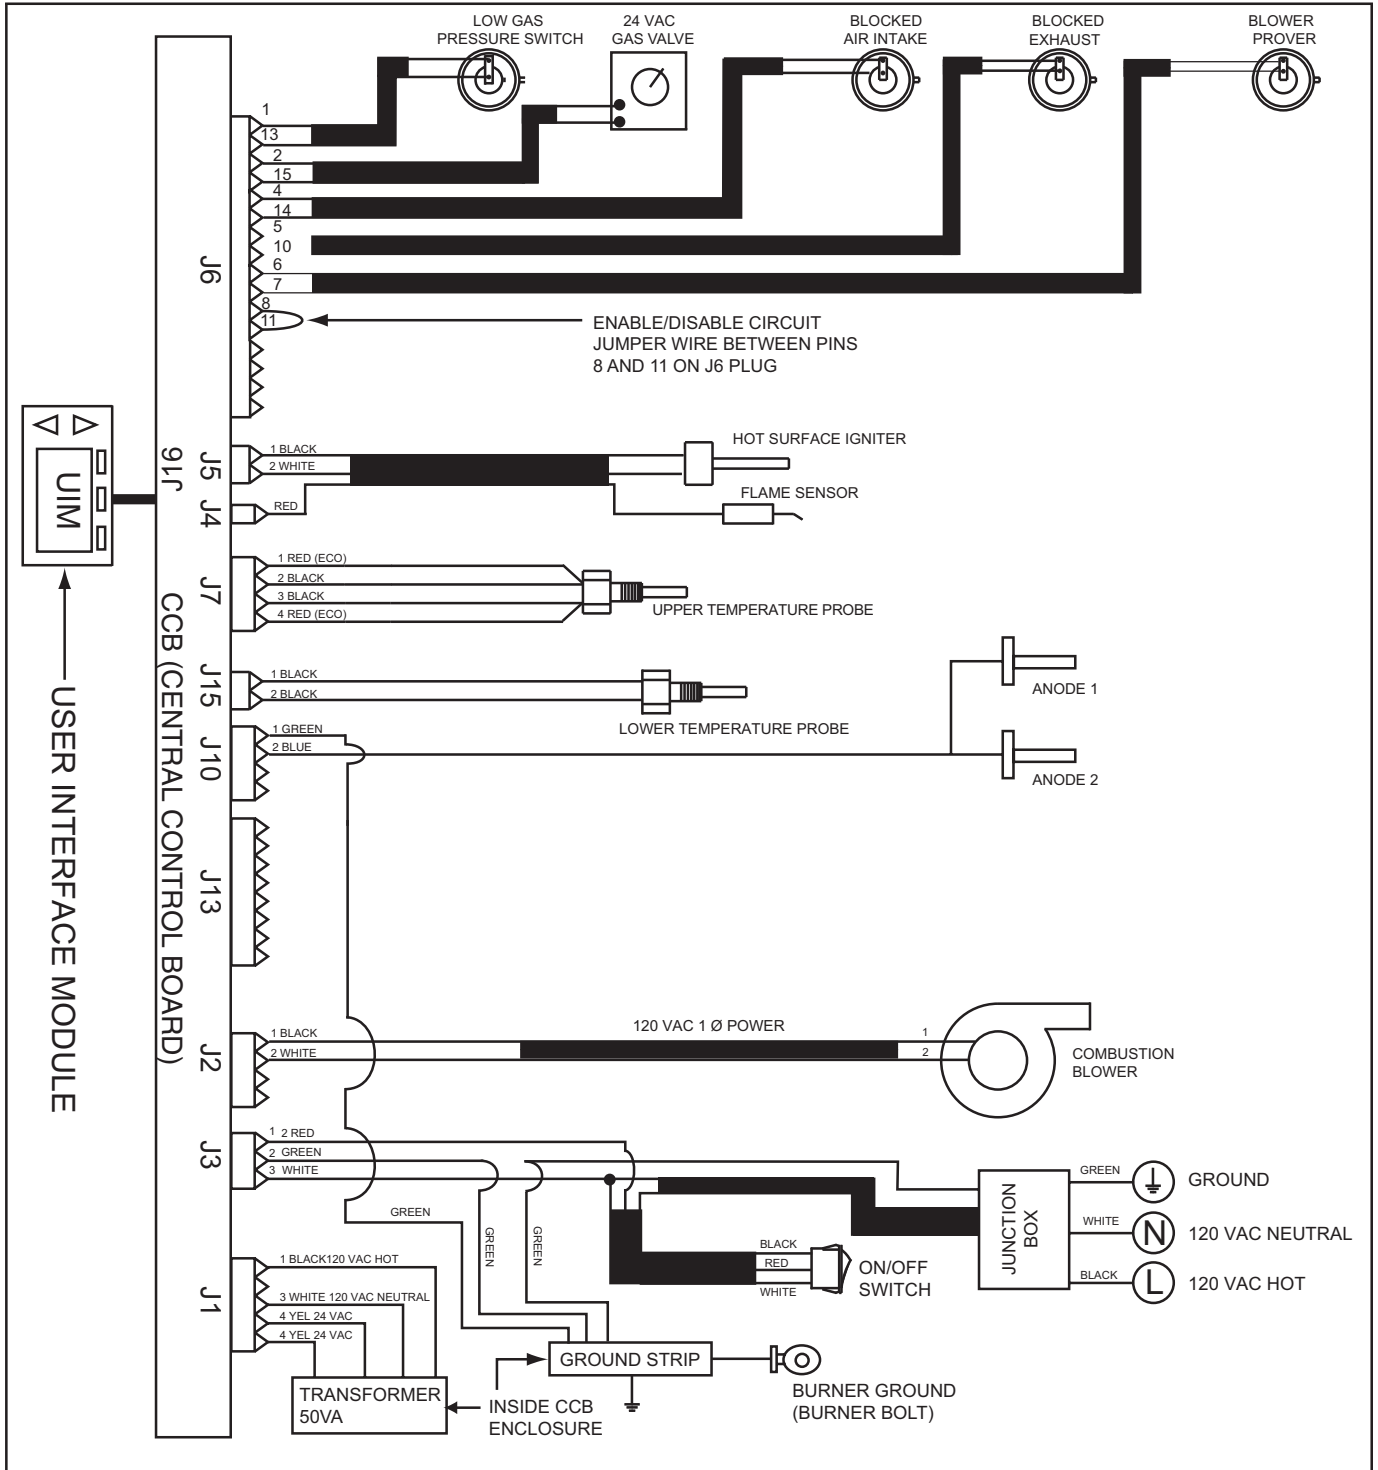 LOW GAS
PRESSURE SWITCH
24 VAC
GAS VALVE
BLOCKED
AIR INTAKE
BLOCKED
EXHAUST
BLOWER
PROVER
J6
1
13
2
15
4
14
5
10
6
7
8
11
ENABLE/DISABLE CIRCUIT
JUMPER WIRE BETWEEN PINS
8 AND 11 ON J6 PLUG
UIM
USER INTERFACE MODULE
J16
CCB (CENTRAL CONTROL BOARD)
J5
1 BLACK
2 WHITE
HOT SURFACE IGNITER
J4
RED
FLAME SENSOR
J7
1 RED (ECO)
2 BLACK
3 BLACK
4 RED (ECO)
UPPER TEMPERATURE PROBE
J15
1 BLACK
2 BLACK
LOWER TEMPERATURE PROBE
ANODE 1
J10
1 GREEN
2 BLUE
ANODE 2
J13
J2
1 BLACK
2 WHITE
120 VAC 1 Ø POWER
1
2
COMBUSTION
BLOWER
J3
1 2 RED
2 GREEN
3 WHITE
GREEN
GREEN
GREEN
BLACK
RED
WHITE
ON/OFF
SWITCH
JUNCTION
BOX
GREEN
GROUND
WHITE
N
120 VAC NEUTRAL
BLACK
L
120 VAC HOT
J1
1 BLACK120 VAC HOT
3 WHITE 120 VAC NEUTRAL
4 YEL 24 VAC
4 YEL 24 VAC
TRANSFORMER
50VA
INSIDE CCB
ENCLOSURE
GROUND STRIP
BURNER GROUND
(BURNER BOLT)